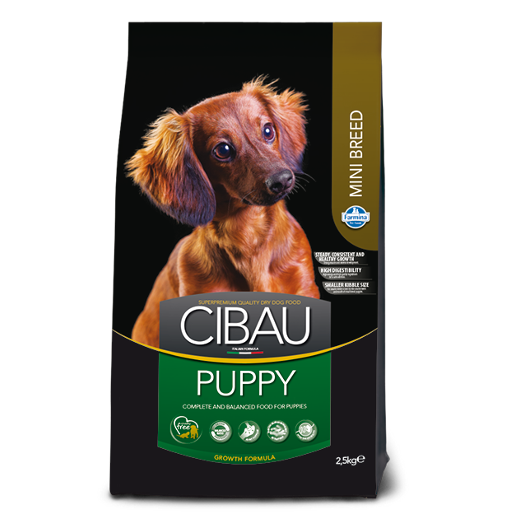 MINI BREED
Farmina
STEADY, CONSISTENT AND
HEALTHY GROWTH
HIGH DIGESTIBILITY
SMALLER KIBBLE SIZE
SUPERPREMIUM QUALITY DRY DOG FOOD
CIBAU
ITALIAN FORMULA
PUPPY
COMPLETE AND BALANCED FOOD FOR PUPPIES
free
GROWTH FORMULA
2,5kg e